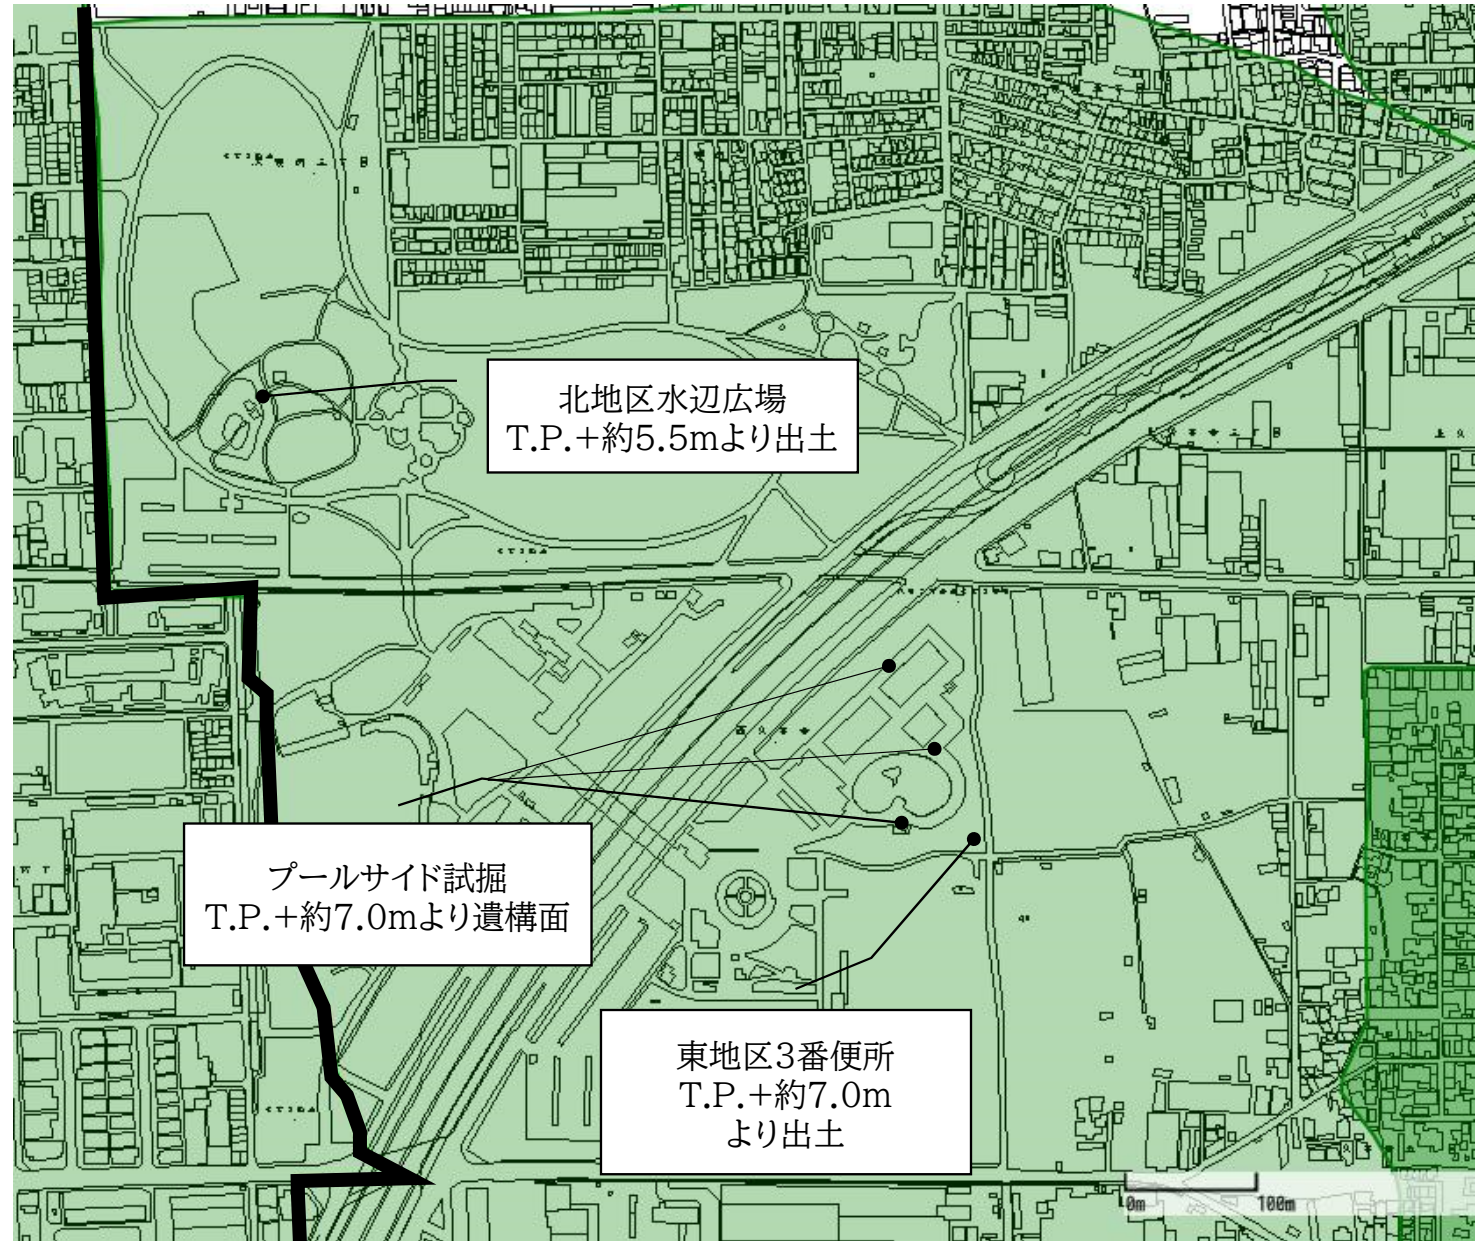 北地区水辺広場
T.P.+約5.5mより出土
プールサイド試掘
T.P.+約7.0mより遺構面
東地区3番便所
T.P.+約7.0m
より出土
0m
100m